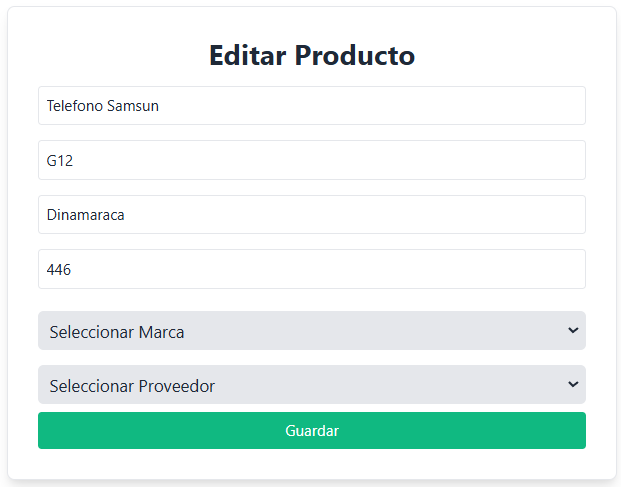 Editar Producto
Telefono Samsun
G12
Dinamaraca
446
Seleccionar Marca
Seleccionar Proveedor
Guardar